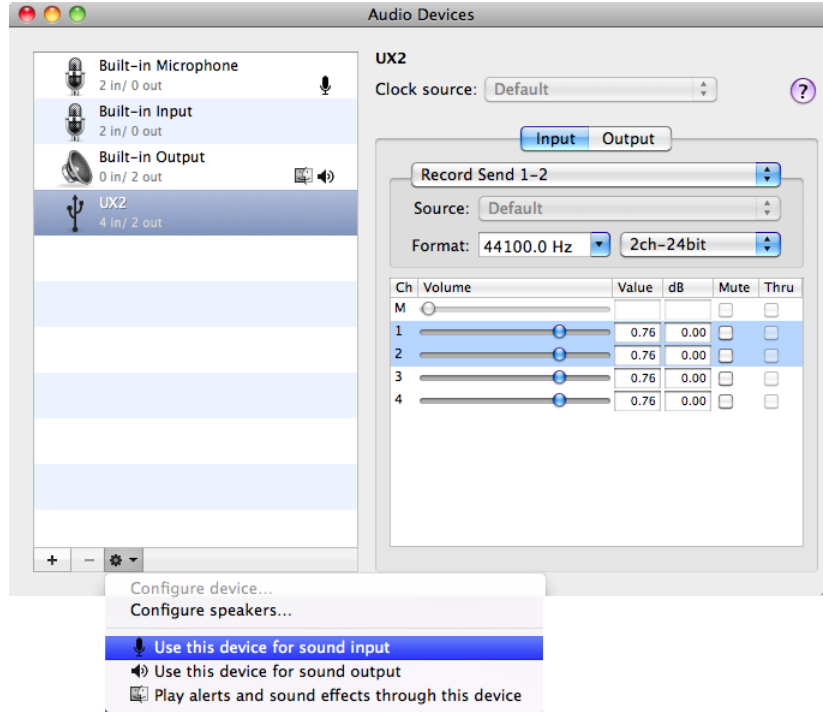 Audio Devices
Built-in Microphone
2 in/ 0 out
Built-in Input
2 in/ 0 out
Built-in Output
0 in/ 2 out
UX2
4 in/ 2 out
+ −
UX2
Clock source: Default
?
Input Output
Record Send 1-2
Source: Default
Format: 44100.0 Hz 2ch-24bit
Ch Volume Value dB Mute Thru
M
1 0.76 0.00
2 0.76 0.00
3 0.76 0.00
4 0.76 0.00
Configure device...
Configure speakers...
Use this device for sound input
Use this device for sound output
Play alerts and sound effects through this device